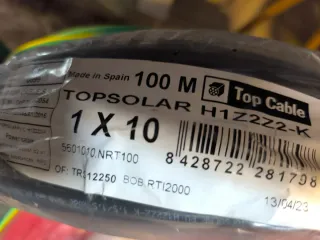 Made in Spain 100 M Top Cable
TOPSOLAR H1Z2Z2-K
1 X 10
5601010.NRT100
8 428722 281798
OF: TR 12250 BOB.RTI2000
13/04/23